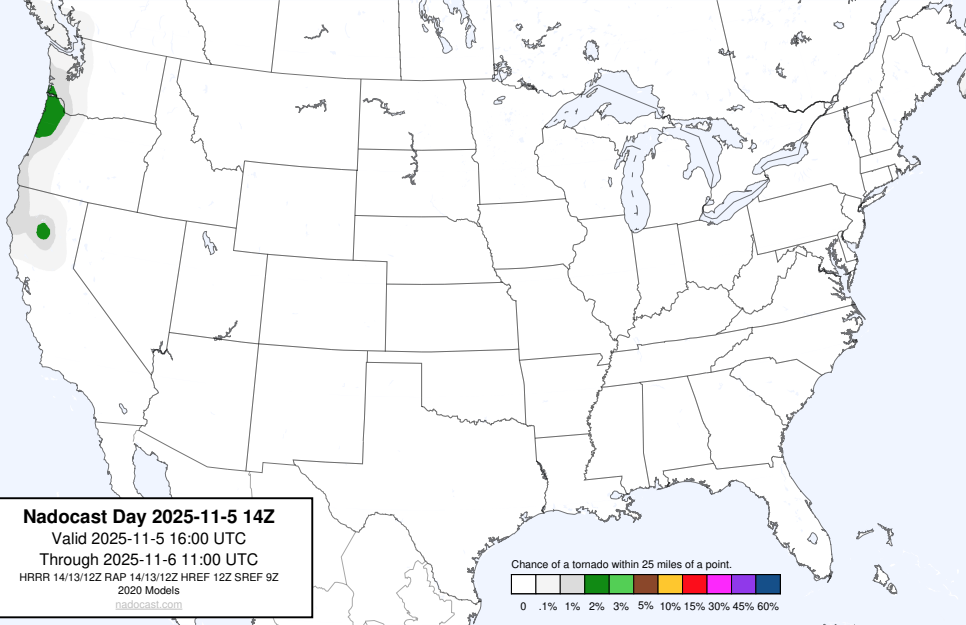 Nadocast Day 2025-11-5 14Z
Valid 2025-11-5 16:00 UTC
Through 2025-11-6 11:00 UTC
HRRR 14/13/12Z RAP 14/13/12Z HREF 12Z SREF 9Z
2020 Models
nadocast.com
Chance of a tornado within 25 miles of a point.
0 .1% 1% 2% 3% 5% 10% 15% 30% 45% 60%